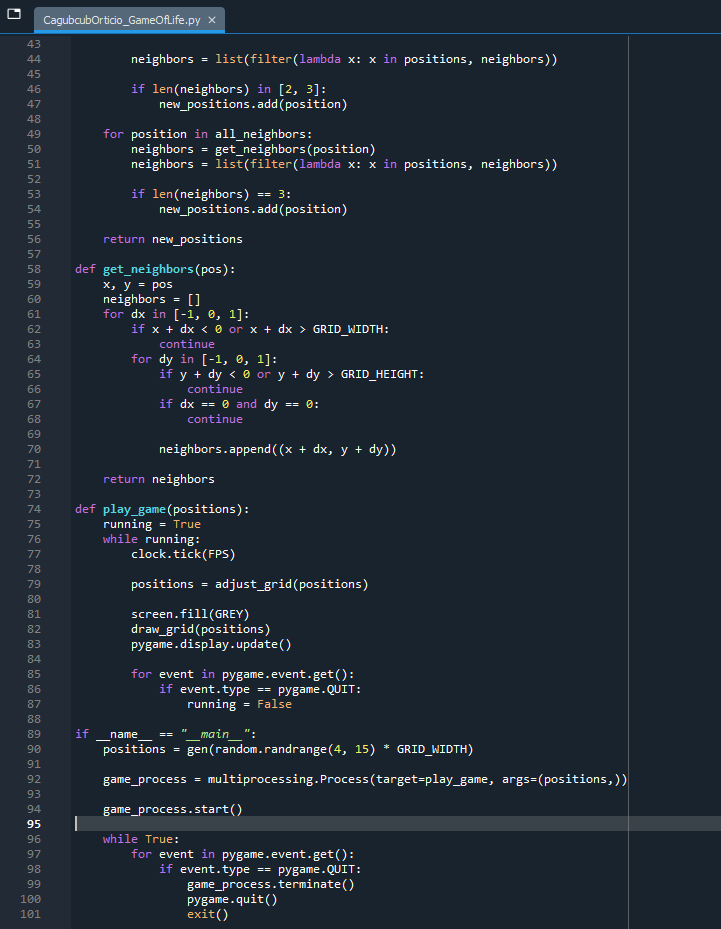 CagubcubOrticio_GameOfLife.py ×
43
44 neighbors = list(filter(lambda x: x in positions, neighbors))
45
46 if len(neighbors) in [2, 3]:
47 new_positions.add(position)
48
49 for position in all_neighbors:
50 neighbors = get_neighbors(position)
51 neighbors = list(filter(lambda x: x in positions, neighbors))
52
53 if len(neighbors) == 3:
54 new_positions.add(position)
55
56 return new_positions
57
58 def get_neighbors(pos):
59 x, y = pos
60 neighbors = []
61 for dx in [-1, 0, 1]:
62 if x + dx < 0 or x + dx > GRID_WIDTH:
63 continue
64 for dy in [-1, 0, 1]:
65 if y + dy < 0 or y + dy > GRID_HEIGHT:
66 continue
67 if dx == 0 and dy == 0:
68 continue
69
70 neighbors.append((x + dx, y + dy))
71
72 return neighbors
73
74 def play_game(positions):
75 running = True
76 while running:
77 clock.tick(FPS)
78
79 positions = adjust_grid(positions)
80
81 screen.fill(GREY)
82 draw_grid(positions)
83 pygame.display.update()
84
85 for event in pygame.event.get():
86 if event.type == pygame.QUIT:
87 running = False
88
89 if __name__ == "__main__":
90 positions = gen(random.randrange(4, 15) * GRID_WIDTH)
91
92 game_process = multiprocessing.Process(target=play_game, args=(positions,))
93
94 game_process.start()
95
96 while True:
97 for event in pygame.event.get():
98 if event.type == pygame.QUIT:
99 game_process.terminate()
100 pygame.quit()
101 exit()